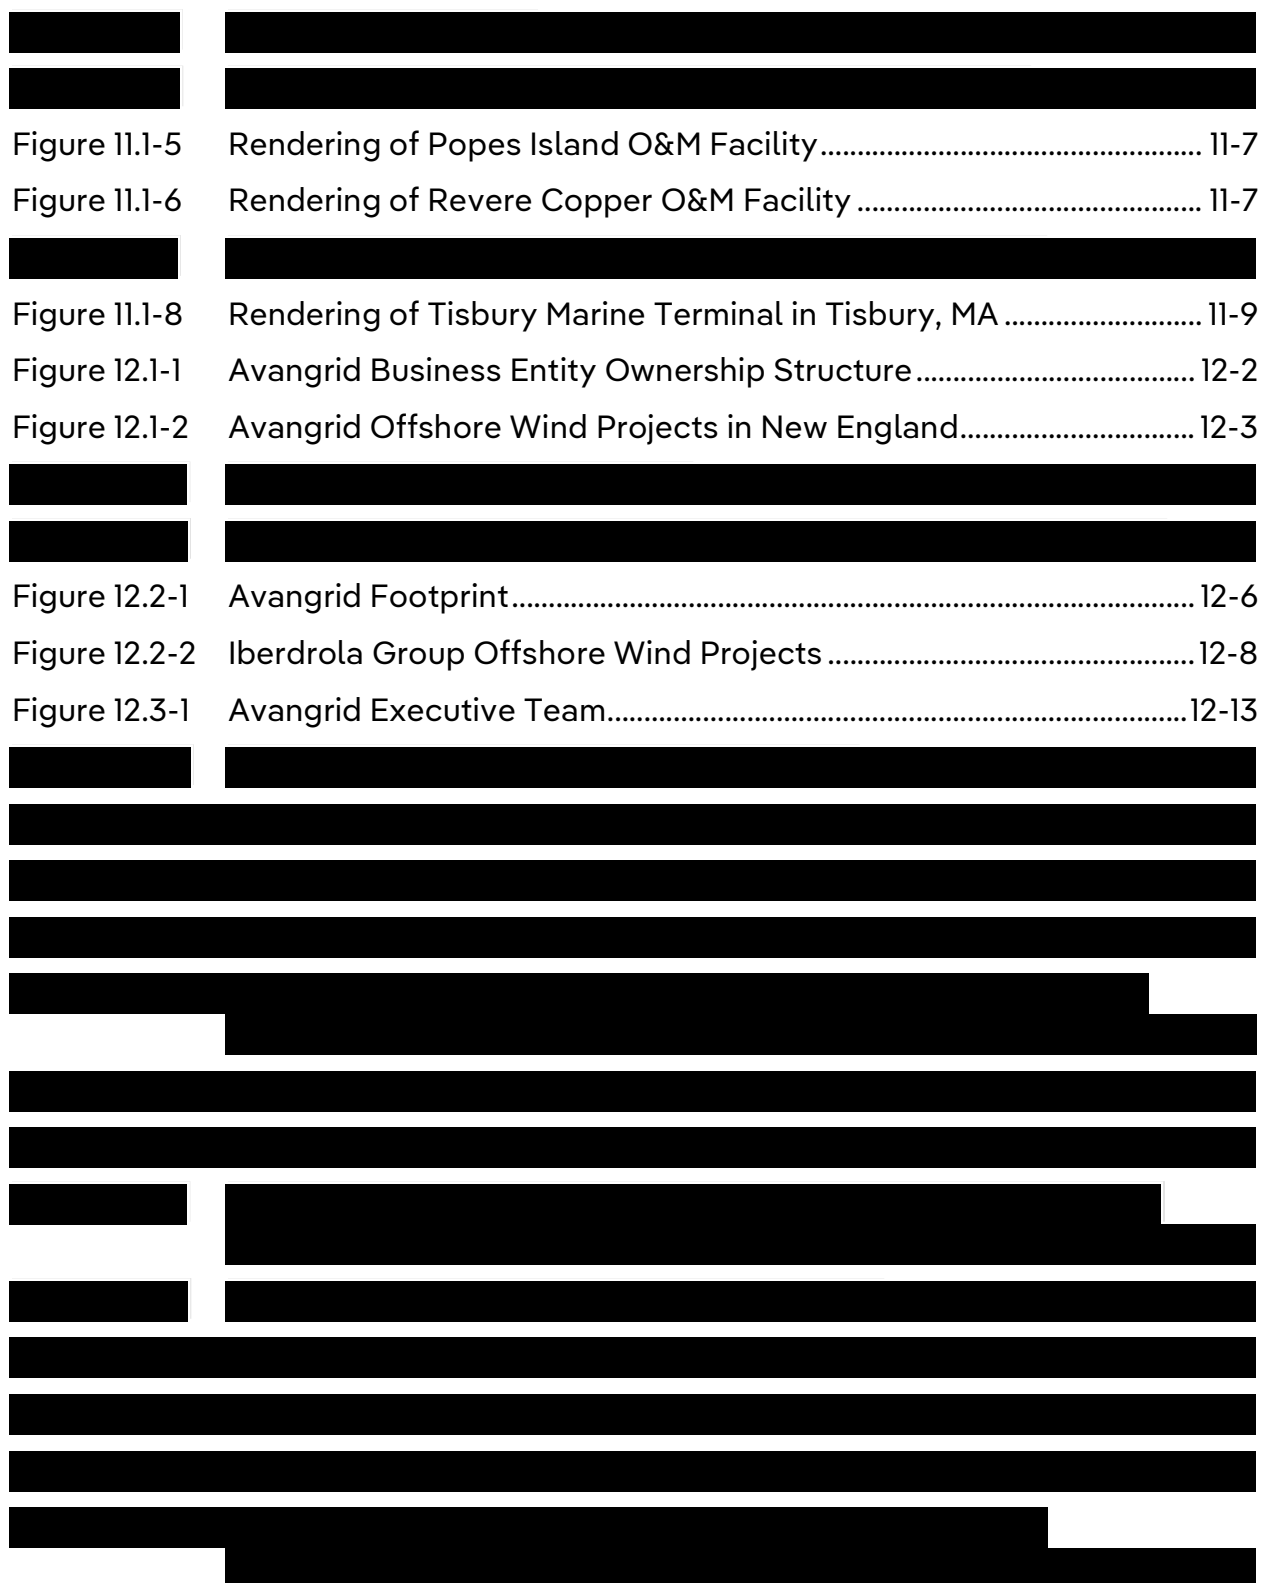 Figure 11.1-5 Rendering of Popes Island O&M Facility ........ 11-7
Figure 11.1-6 Rendering of Revere Copper O&M Facility ........ 11-7
Figure 11.1-8 Rendering of Tisbury Marine Terminal in Tisbury, MA ........ 11-9
Figure 12.1-1 Avangrid Business Entity Ownership Structure ........ 12-2
Figure 12.1-2 Avangrid Offshore Wind Projects in New England ........ 12-3
Figure 12.2-1 Avangrid Footprint ........ 12-6
Figure 12.2-2 Iberdrola Group Offshore Wind Projects ........ 12-8
Figure 12.3-1 Avangrid Executive Team ........ 12-13